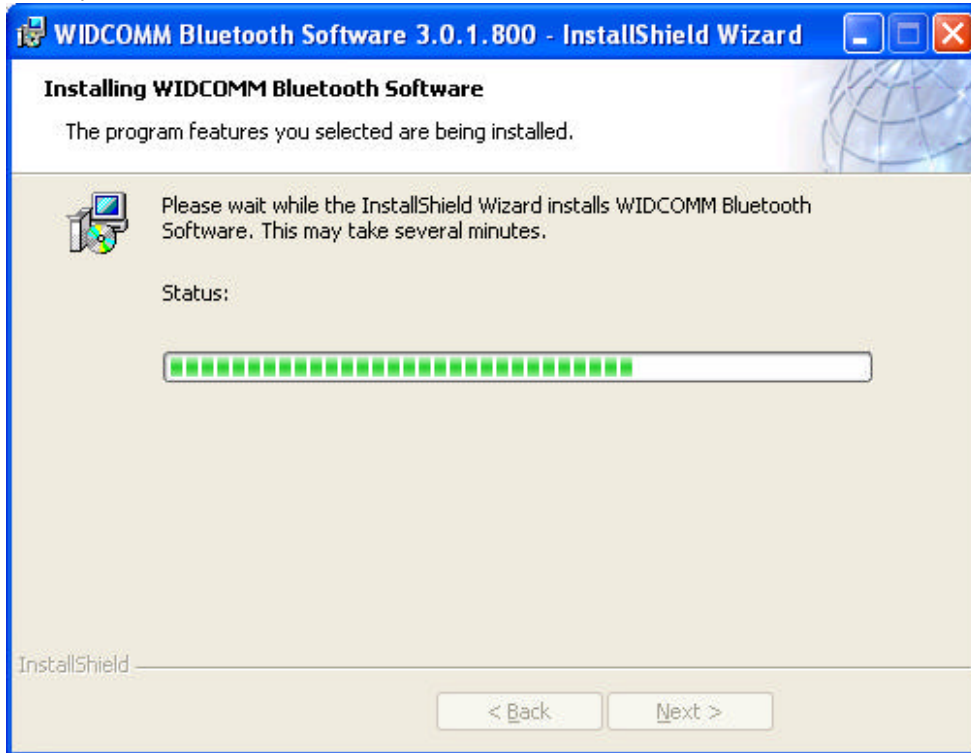 WIDCOMM Bluetooth Software 3.0.1.800 - InstallShield Wizard
Installing WIDCOMM Bluetooth Software
The program features you selected are being installed.
Please wait while the InstallShield Wizard installs WIDCOMM Bluetooth
Software. This may take several minutes.
Status:
InstallShield
< Back Next >